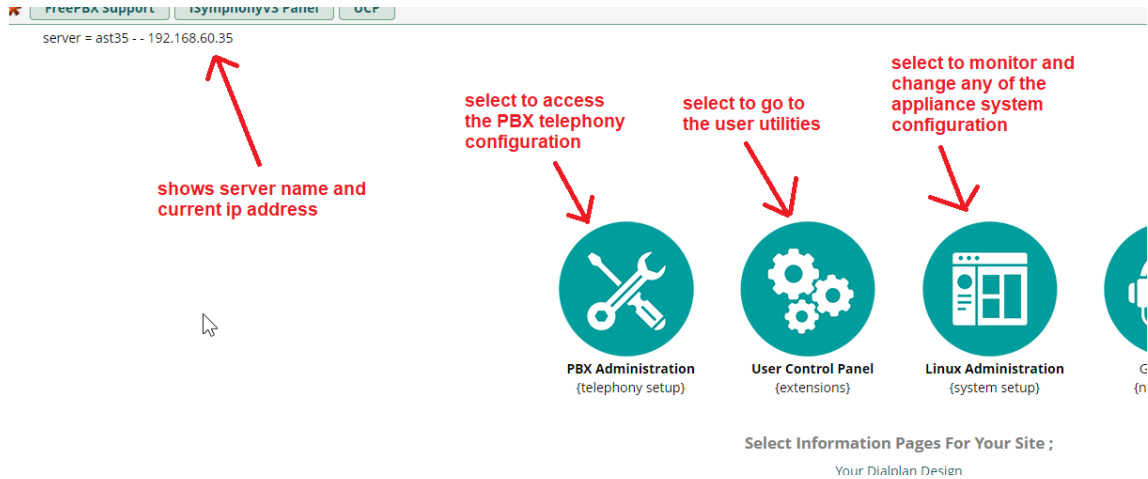 FreePBX Support iSymphonyV3 Panel UCP
server = ast35 - - 192.168.60.35
select to monitor and
change any of the
appliance system
configuration
select to access
the PBX telephony
configuration
select to go to
the user utilities
shows server name and
current ip address
PBX Administration
{telephony setup}
User Control Panel
{extensions}
Linux Administration
{system setup}
G
{n
Select Information Pages For Your Site ;
Your Dialplan Design